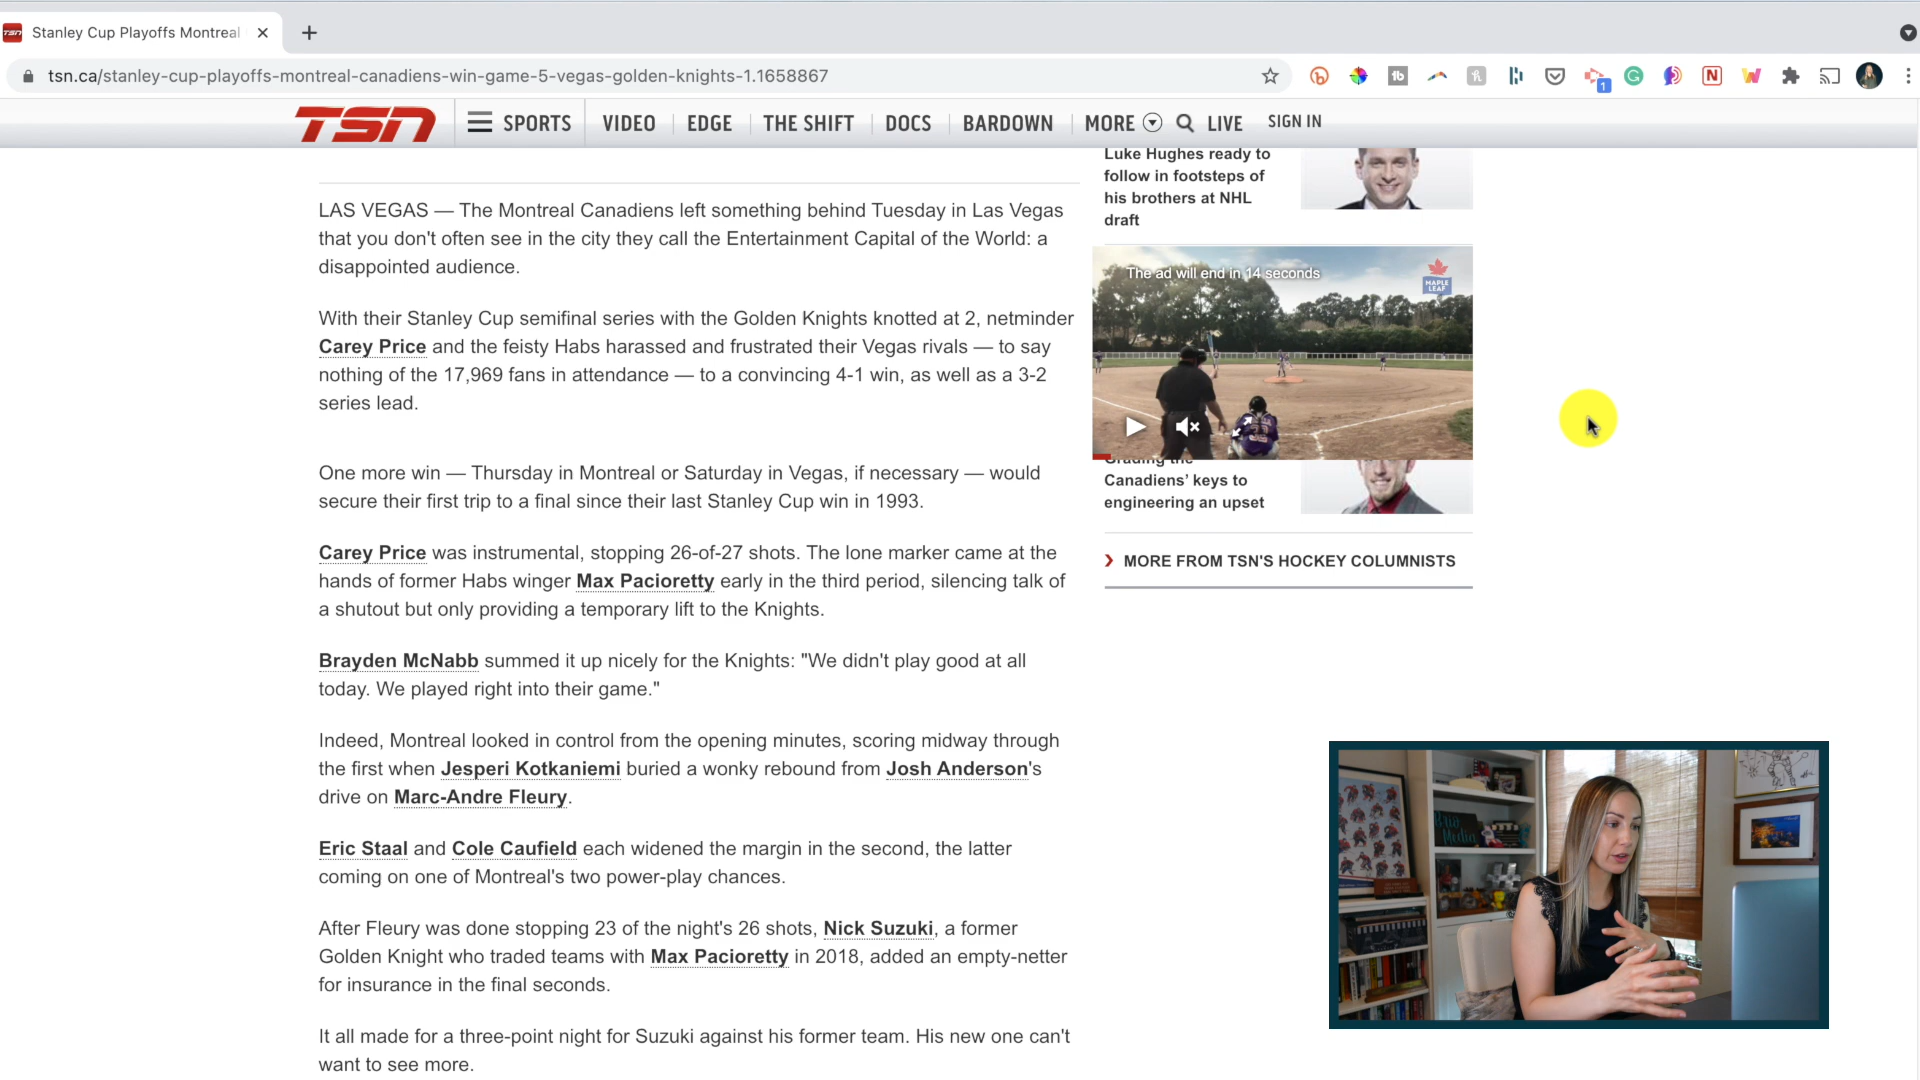 TSN
Stanley Cup Playoffs Montreal
tsn.ca/stanley-cup-playoffs-montreal-canadiens-win-game-5-vegas-golden-knights-1.1658867
1
TSN
SPORTS
VIDEO
EDGE
THE SHIFT
DOCS
BARDOWN
MORE
LIVE
SIGN IN
LAS VEGAS — The Montreal Canadiens left something behind Tuesday in Las Vegas
that you don't often see in the city they call the Entertainment Capital of the World: a
disappointed audience.
With their Stanley Cup semifinal series with the Golden Knights knotted at 2, netminder
Carey Price and the feisty Habs harassed and frustrated their Vegas rivals — to say
nothing of the 17,969 fans in attendance — to a convincing 4-1 win, as well as a 3-2
series lead.
One more win — Thursday in Montreal or Saturday in Vegas, if necessary — would
secure their first trip to a final since their last Stanley Cup win in 1993.
Carey Price was instrumental, stopping 26-of-27 shots. The lone marker came at the
hands of former Habs winger Max Pacioretty early in the third period, silencing talk of
a shutout but only providing a temporary lift to the Knights.
Brayden McNabb summed it up nicely for the Knights: "We didn't play good at all
today. We played right into their game."
Indeed, Montreal looked in control from the opening minutes, scoring midway through
the first when Jesperi Kotkaniemi buried a wonky rebound from Josh Anderson's
drive on Marc-Andre Fleury.
Eric Staal and Cole Caufield each widened the margin in the second, the latter
coming on one of Montreal's two power-play chances.
After Fleury was done stopping 23 of the night's 26 shots, Nick Suzuki, a former
Golden Knight who traded teams with Max Pacioretty in 2018, added an empty-netter
for insurance in the final seconds.
It all made for a three-point night for Suzuki against his former team. His new one can't
want to see more.
Luke Hughes ready to
follow in footsteps of
his brothers at NHL
draft
The ad will end in 14 seconds
MAPLE
LEAF
Grading the
Canadiens' keys to
engineering an upset
MORE FROM TSN'S HOCKEY COLUMNISTS